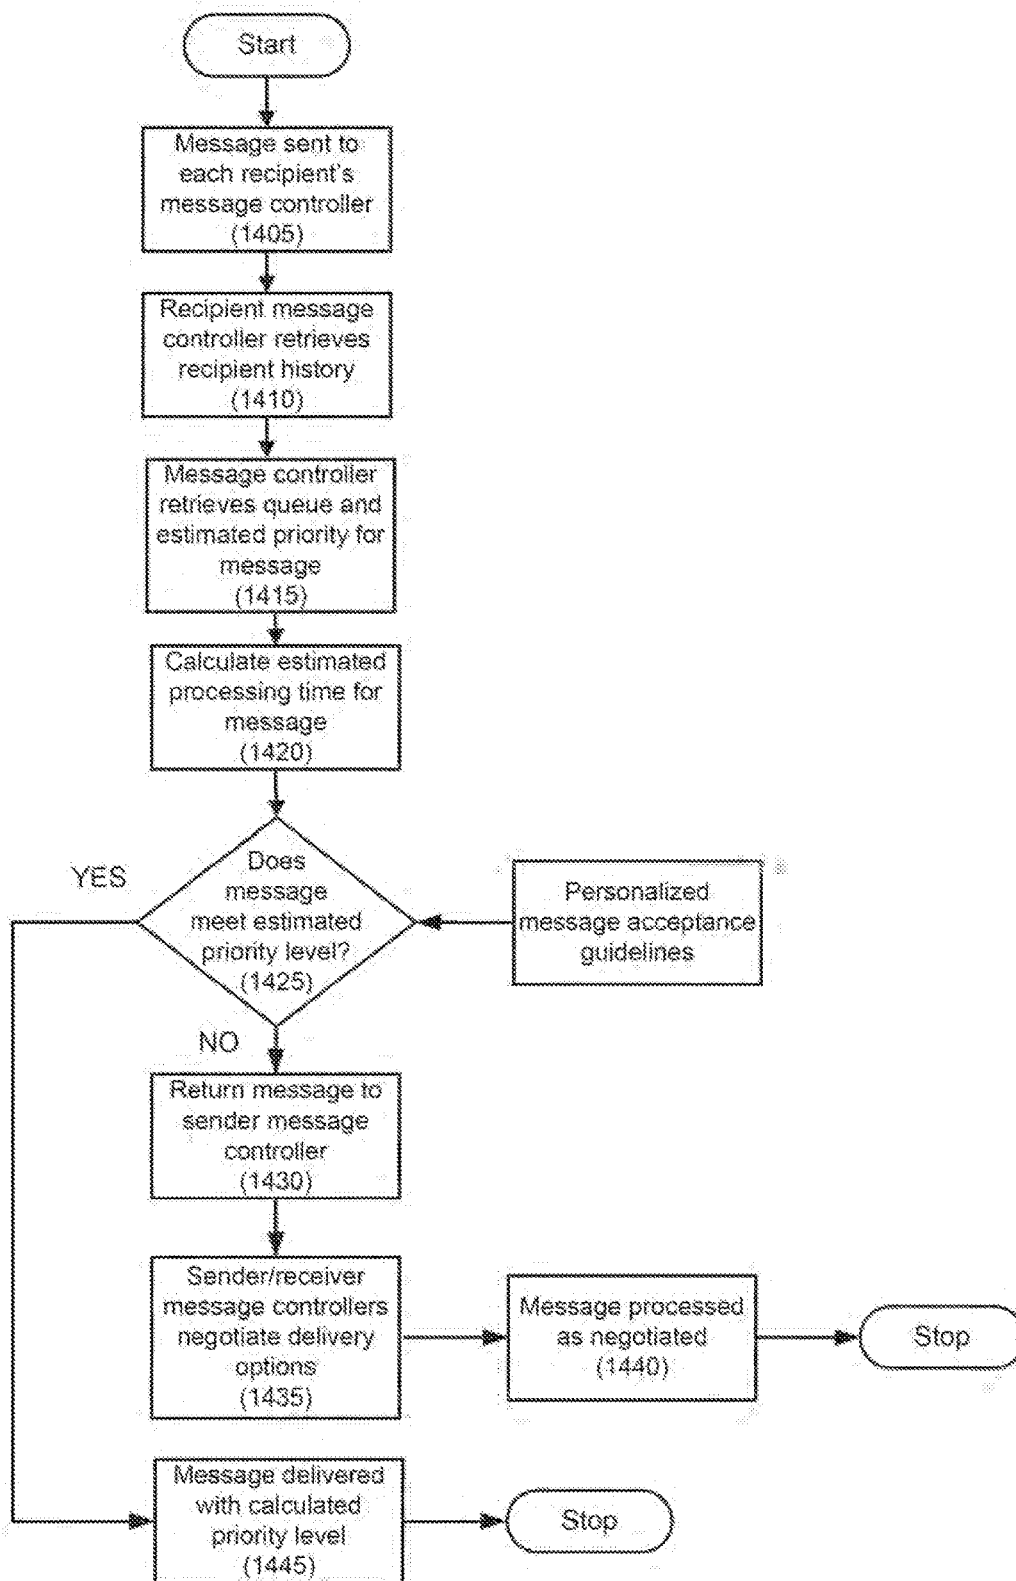 Start
Message sent to
each recipient's
message controller
(1405)
Recipient message
controller retrieves
recipient history
(1410)
Message controller
retrieves queue and
estimated priority for
message
(1415)
Calculate estimated
processing time for
message
(1420)
YES
Does
message
meet estimated
priority level?
(1425)
Personalized
message acceptance
guidelines
NO
Return message to
sender message
controller
(1430)
Sender/receiver
message controllers
negotiate delivery
options
(1435)
Message processed
as negotiated
(1440)
Stop
Message delivered
with calculated
priority level
(1445)
Stop